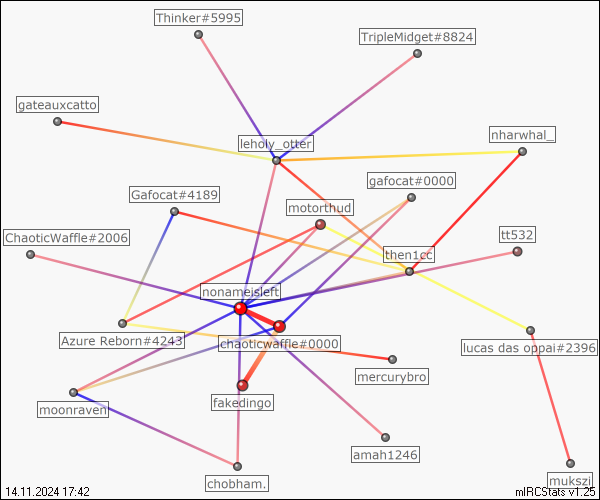 Thinker#5995
TripleMidget#8824
gateauxcatto
nharwhal_
leholy_otter
gafocat#0000
Gafocat#4189
motorthud
tt532
ChaoticWaffle#2006
then1cc
nonameisleft
Azure Reborn#4243
chaoticwaffle#0000
lucas das oppai#2396
mercurybro
fakedingo
moonraven
amah1246
chobham.
mukszi
14.11.2024 17:42
mIRCStats v1.25